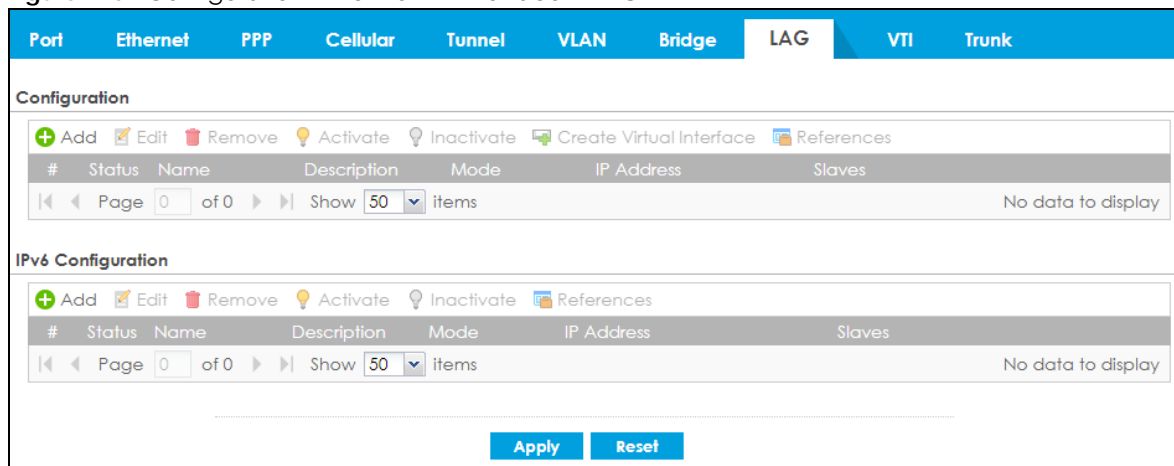 Port Ethernet PPP Cellular Tunnel VLAN Bridge LAG VTI Trunk
Configuration
Add Edit Remove Activate Inactivate Create Virtual Interface References
# Status Name Description Mode IP Address Slaves
Page 0 of 0 Show 50 items No data to display
IPv6 Configuration
Add Edit Remove Activate Inactivate References
# Status Name Description Mode IP Address Slaves
Page 0 of 0 Show 50 items No data to display
Apply Reset